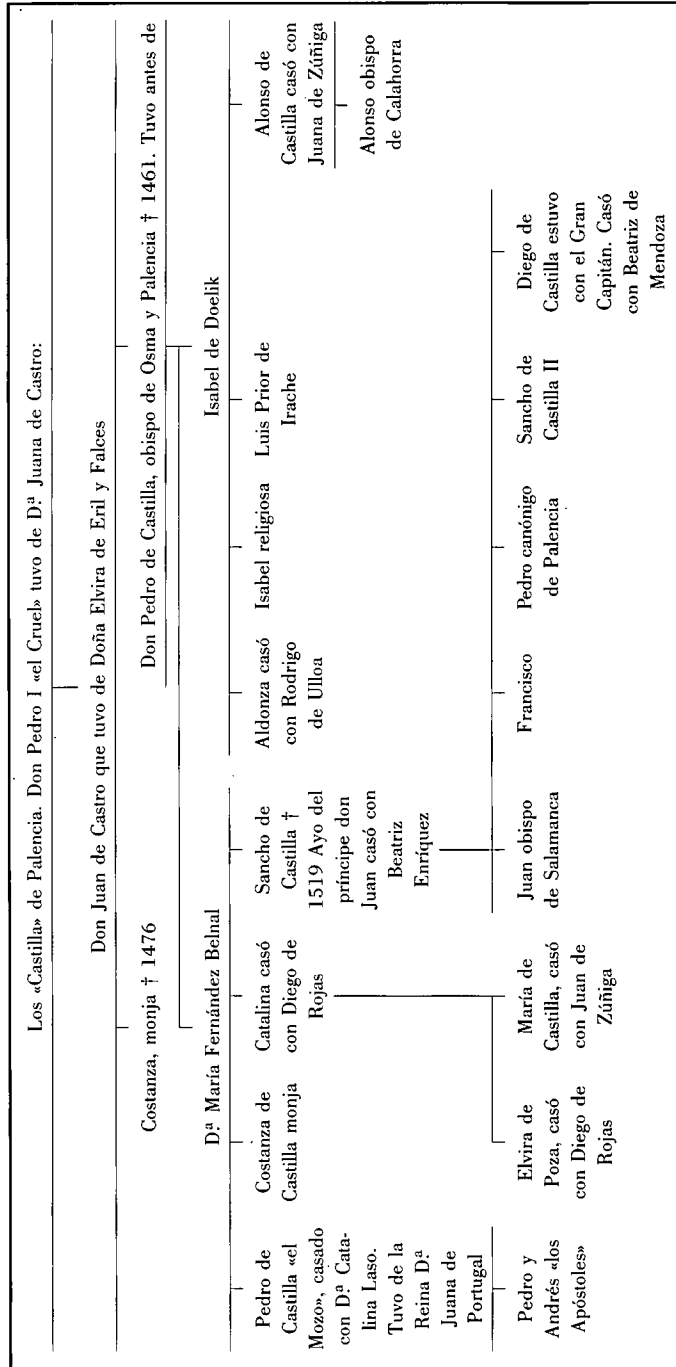 Los «Castilla» de Palencia. Don Pedro I «el Cruel» tuvo de D.ª Juana de Castro:
Don Juan de Castro que tuvo de Doña Elvira de Eril y Falces
Costanza, monja † 1476
Don Pedro de Castilla, obispo de Osma y Palencia † 1461. Tuvo antes de
D.ª María Fernández Belnal
Isabel de Doelik
Pedro de
Castilla «el
Mozo», casado
con D.ª Cata-
lina Laso.
Tuvo de la
Reina D.ª
Juana de
Portugal
Costanza de
Castilla monja
Catalina casó
con Diego de
Rojas
Sancho de
Castilla †
1519 Ayo del
príncipe don
Juan casó con
Beatriz
Enríquez
Aldonza casó
con Rodrigo
de Ulloa
Isabel religiosa
Luis Prior de
Irache
Alonso de
Castilla casó con
Juana de Zúñiga
Alonso obispo
de Calahorra
Pedro y
Andrés «los
Apóstoles»
Elvira de
Poza, casó
con Diego de
Rojas
María de
Castilla, casó
con Juan de
Zúñiga
Juan obispo
de Salamanca
Francisco
Pedro canónigo
de Palencia
Sancho de
Castilla II
Diego de
Castilla estuvo
con el Gran
Capitán. Casó
con Beatriz de
Mendoza